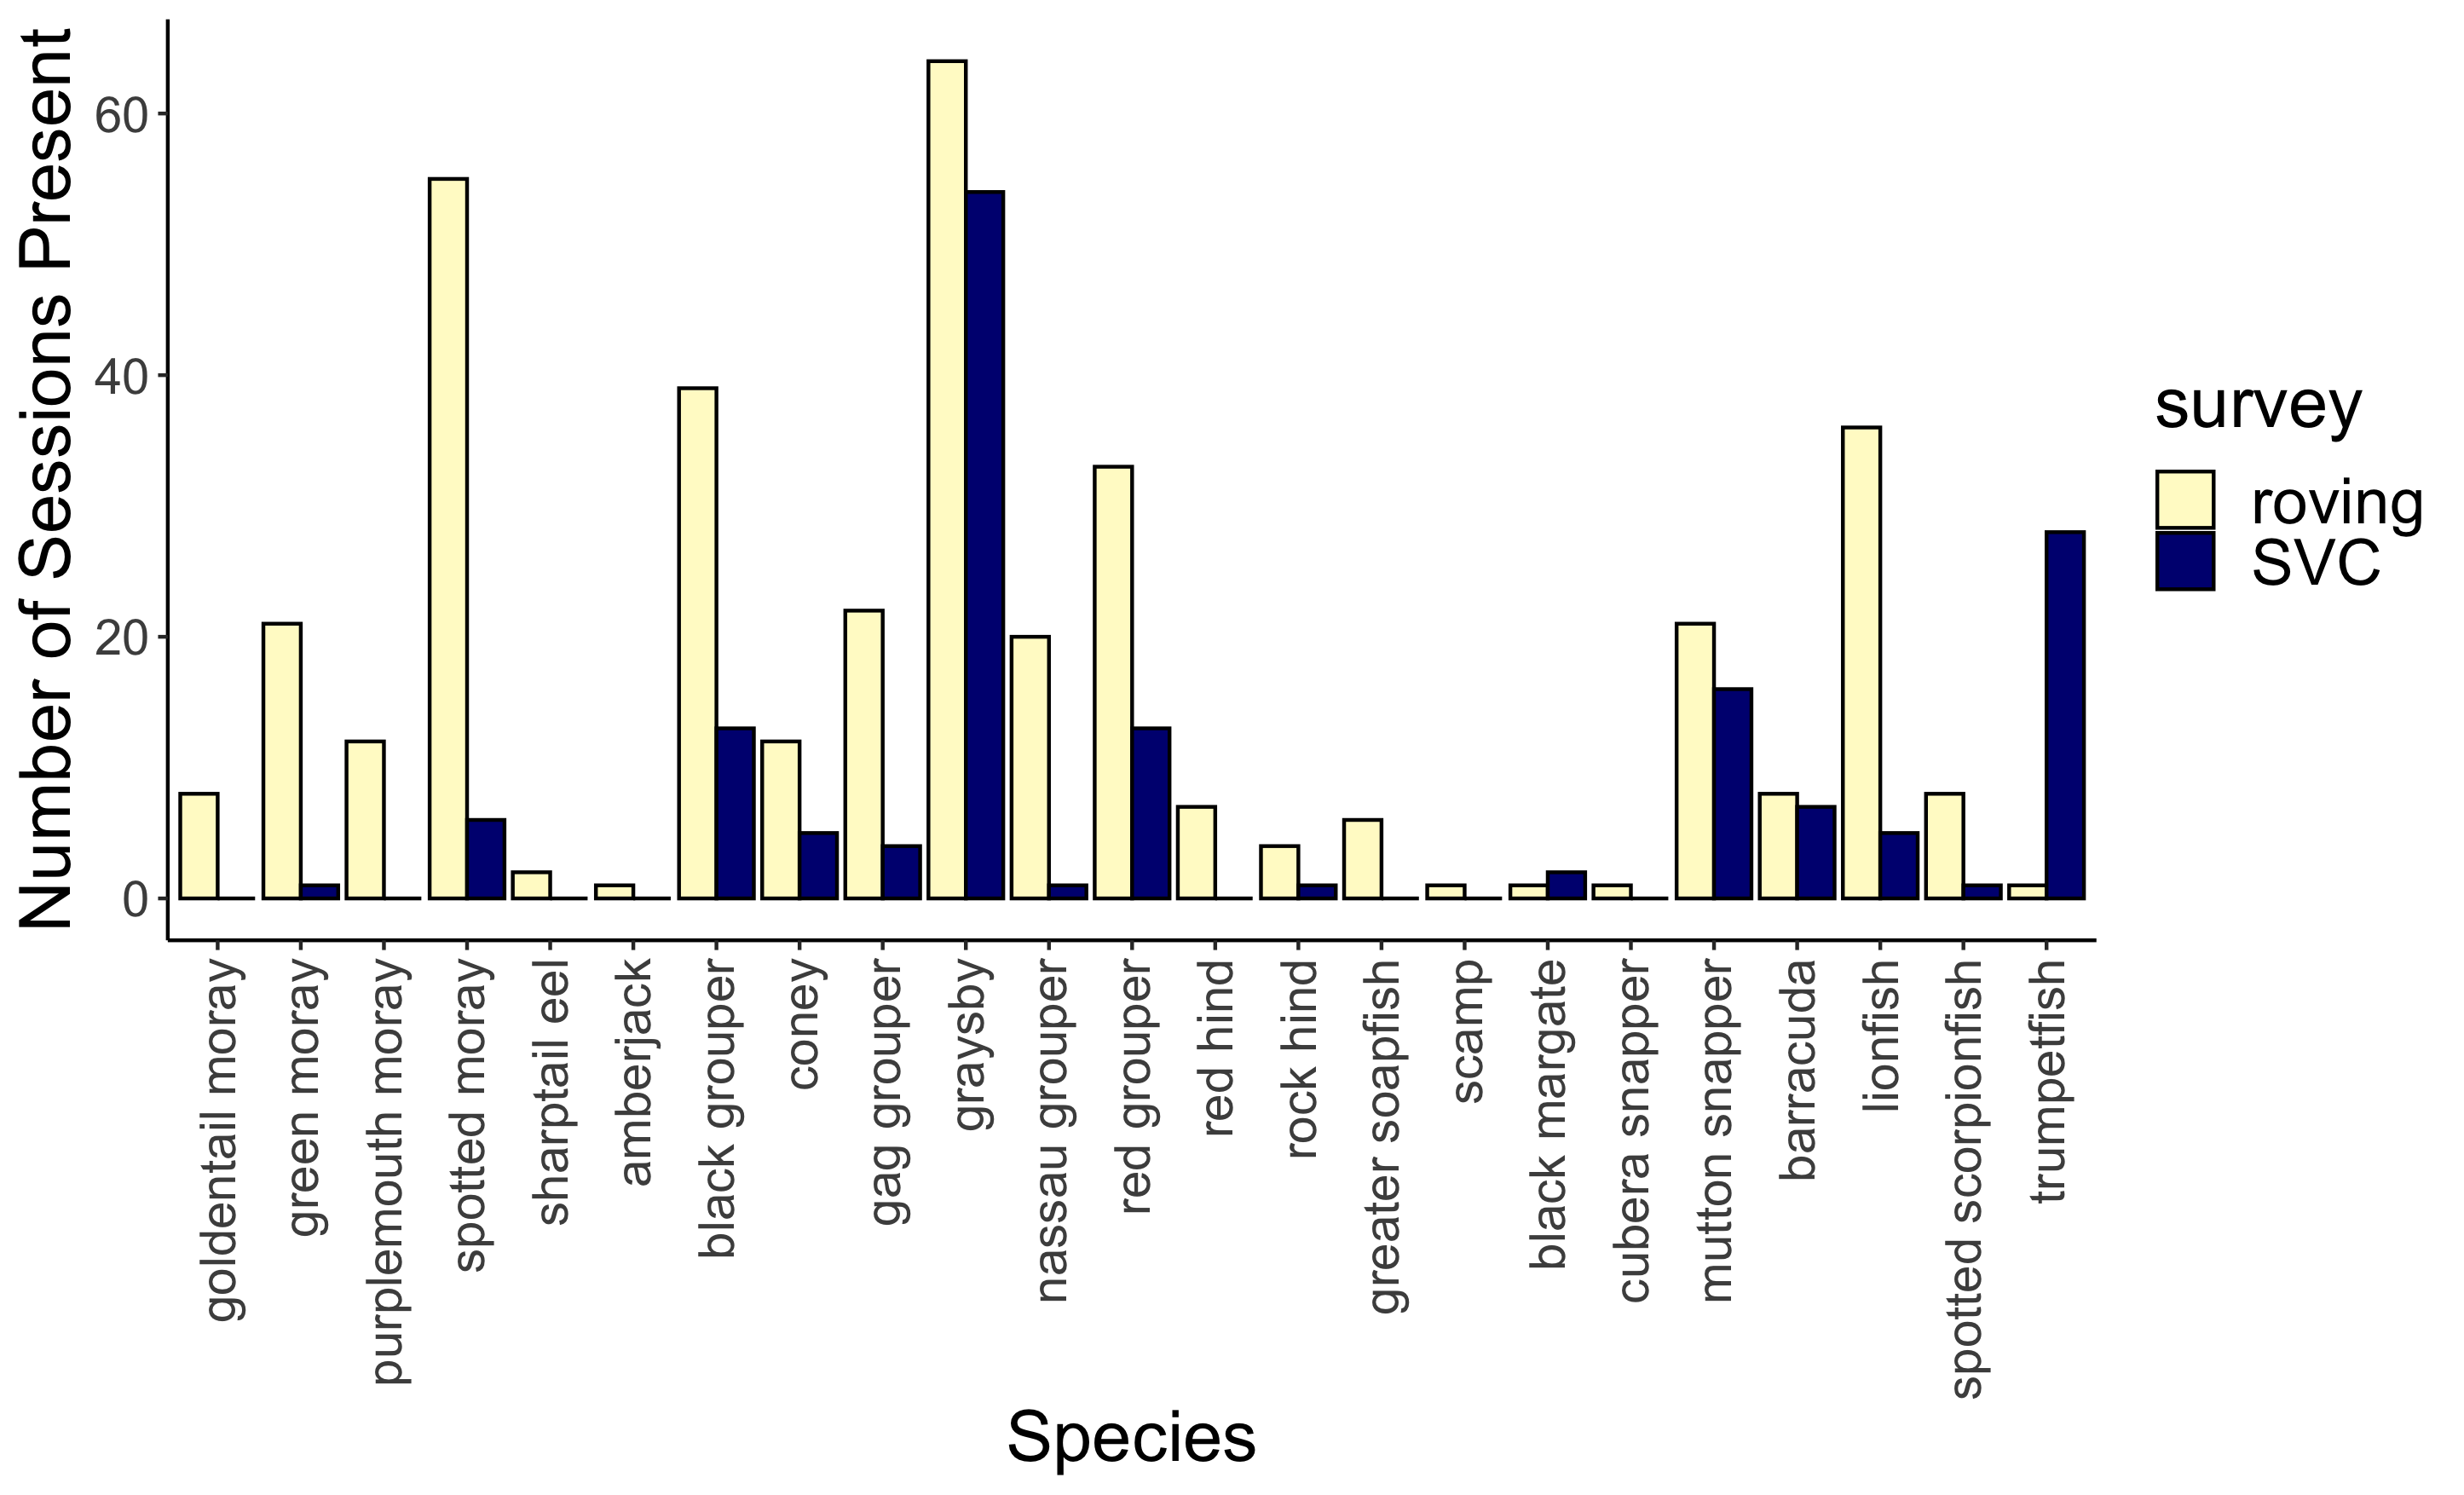 Number of Sessions Present
60
40
20
0
goldentail moray
green moray
purplemouth moray
spotted moray
sharptail eel
amberjack
black grouper
coney
gag grouper
graysby
nassau grouper
red grouper
red hind
rock hind
greater soapfish
scamp
black margate
cubera snapper
mutton snapper
barracuda
lionfish
spotted scorpionfish
trumpetfish
Species
survey
roving
SVC